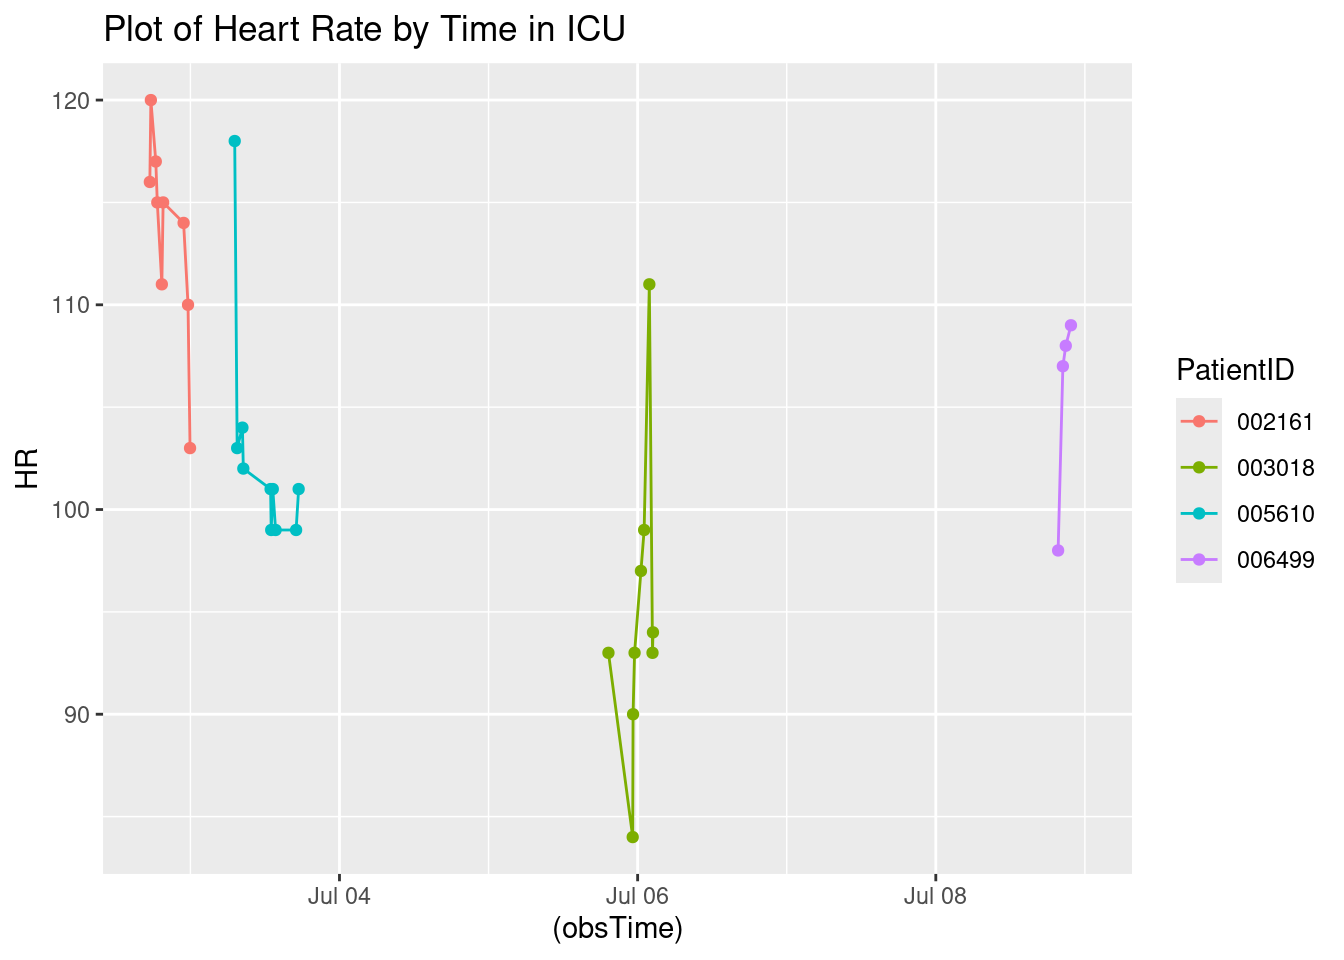 Plot of Heart Rate by Time in ICU
120
110
100
90
HR
Jul 04
Jul 06
Jul 08
(obsTime)
PatientID
002161
003018
005610
006499